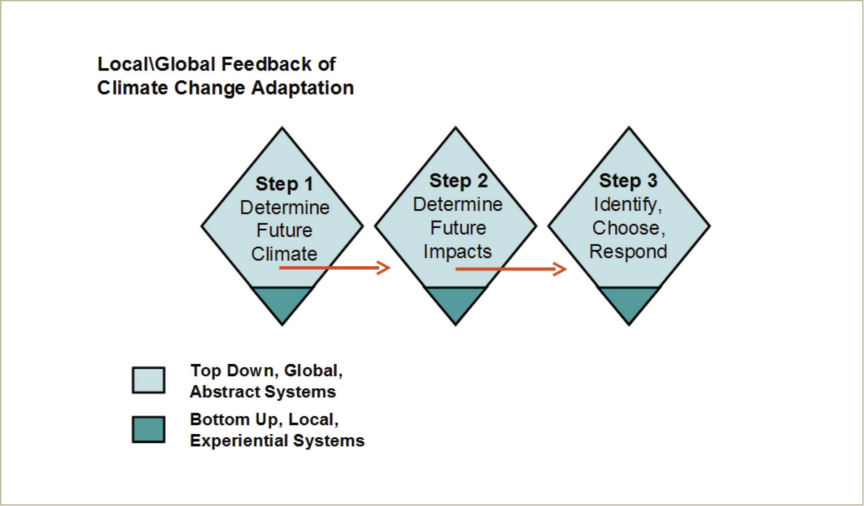 Local\Global Feedback of
Climate Change Adaptation
Step 1
Determine
Future
Climate
Step 2
Determine
Future
Impacts
Step 3
Identify,
Choose,
Respond
Top Down, Global,
Abstract Systems
Bottom Up, Local,
Experiential Systems